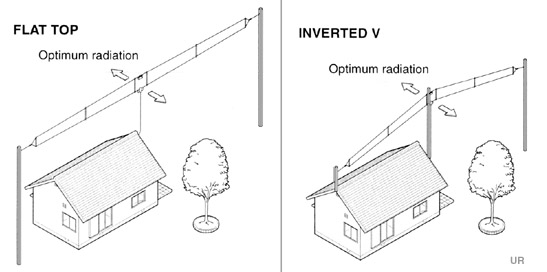 FLAT TOP
Optimum radiation
INVERTED V
Optimum radiation
UR